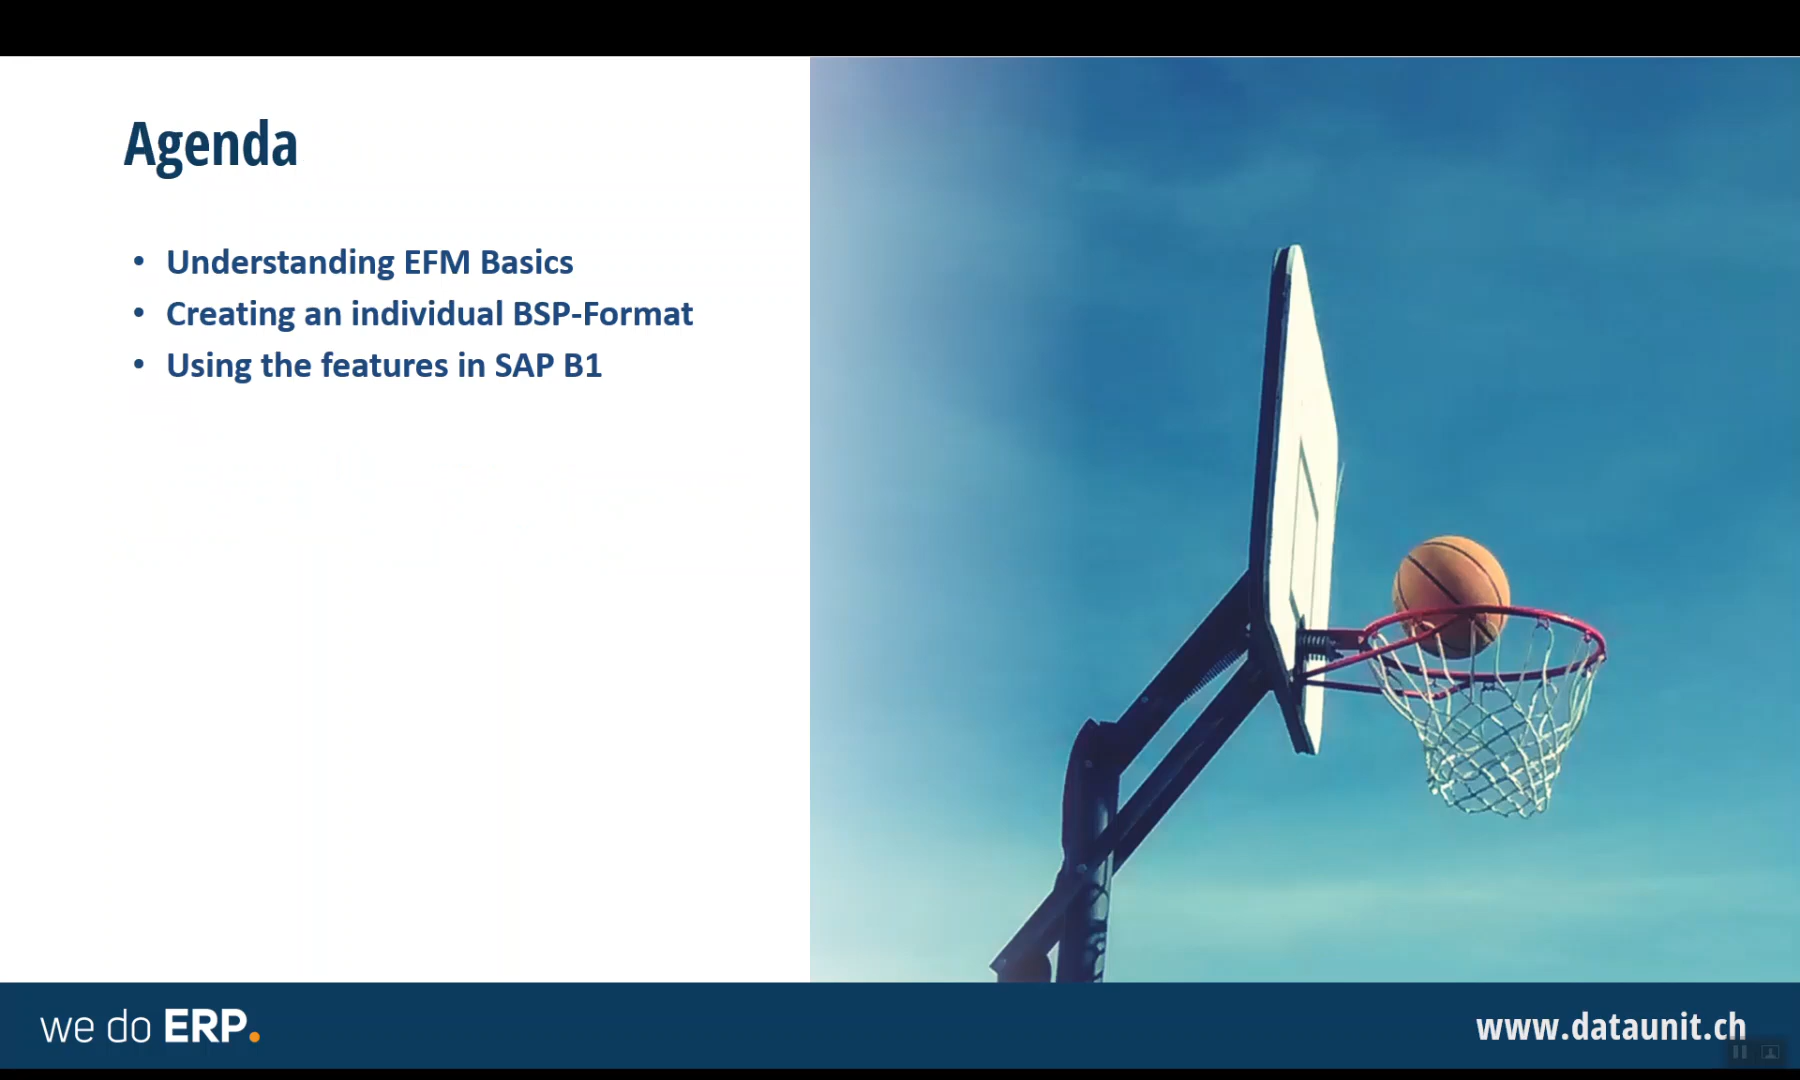 Agenda
• Understanding EFM Basics
• Creating an individual BSP-Format
• Using the features in SAP B1
we do ERP.
www.dataunit.ch